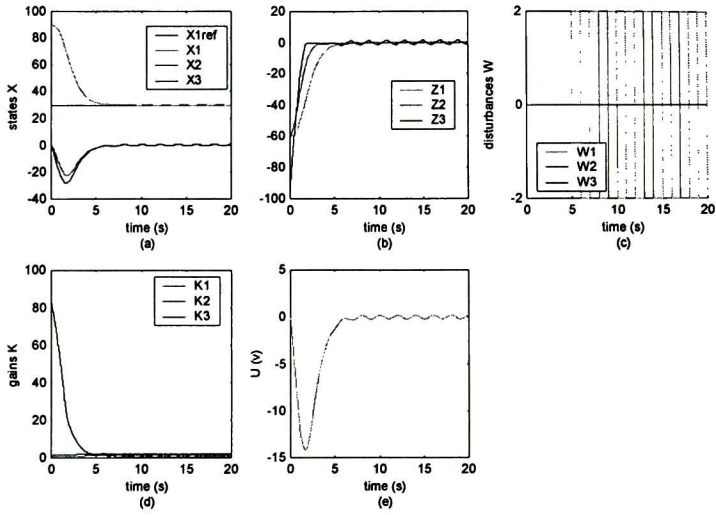 states X
100
80
60
40
20
0
-20
-40
0
5
10
15
20
X1ref
X1
X2
X3
time (s)
(a)
20
0
-20
-40
-60
-80
-100
0
5
10
15
20
Z1
Z2
Z3
time (s)
(b)
disturbances W
2
0
-2
0
5
10
15
20
W1
W2
W3
time (s)
(c)
gains K
100
80
60
40
20
0
0
5
10
15
20
K1
K2
K3
time (s)
(d)
U (v)
5
0
-5
-10
-15
0
5
10
15
20
time (s)
(e)